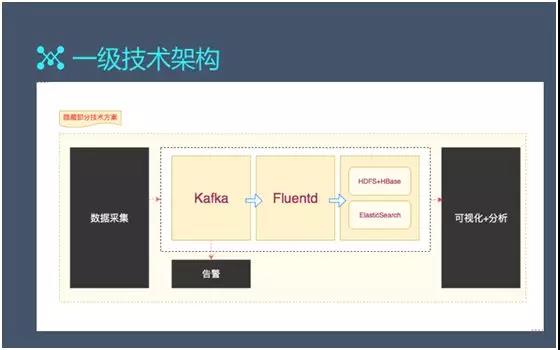 一级技术架构
隐藏部分技术方案
数据采集
Kafka
Fluentd
HDFS+HBase
ElasticSearch
可视化+分析
告警